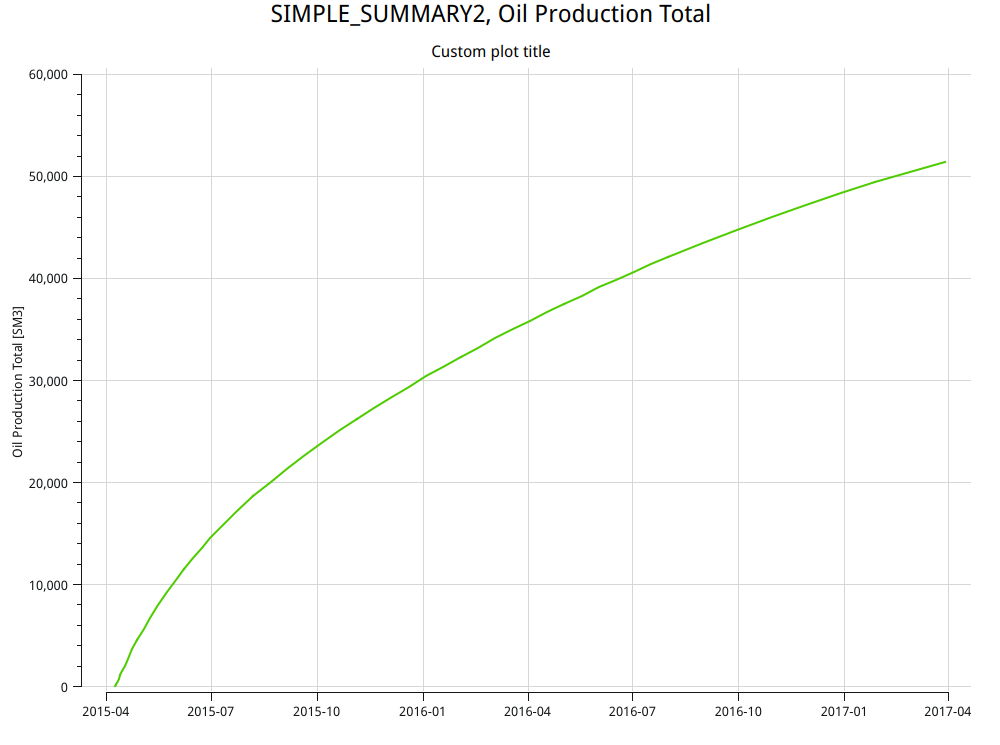 SIMPLE_SUMMARY2, Oil Production Total
Custom plot title
60,000
50,000
40,000
30,000
20,000
10,000
0
Oil Production Total [SM3]
2015-04 2015-07 2015-10 2016-01 2016-04 2016-07 2016-10 2017-01 2017-04